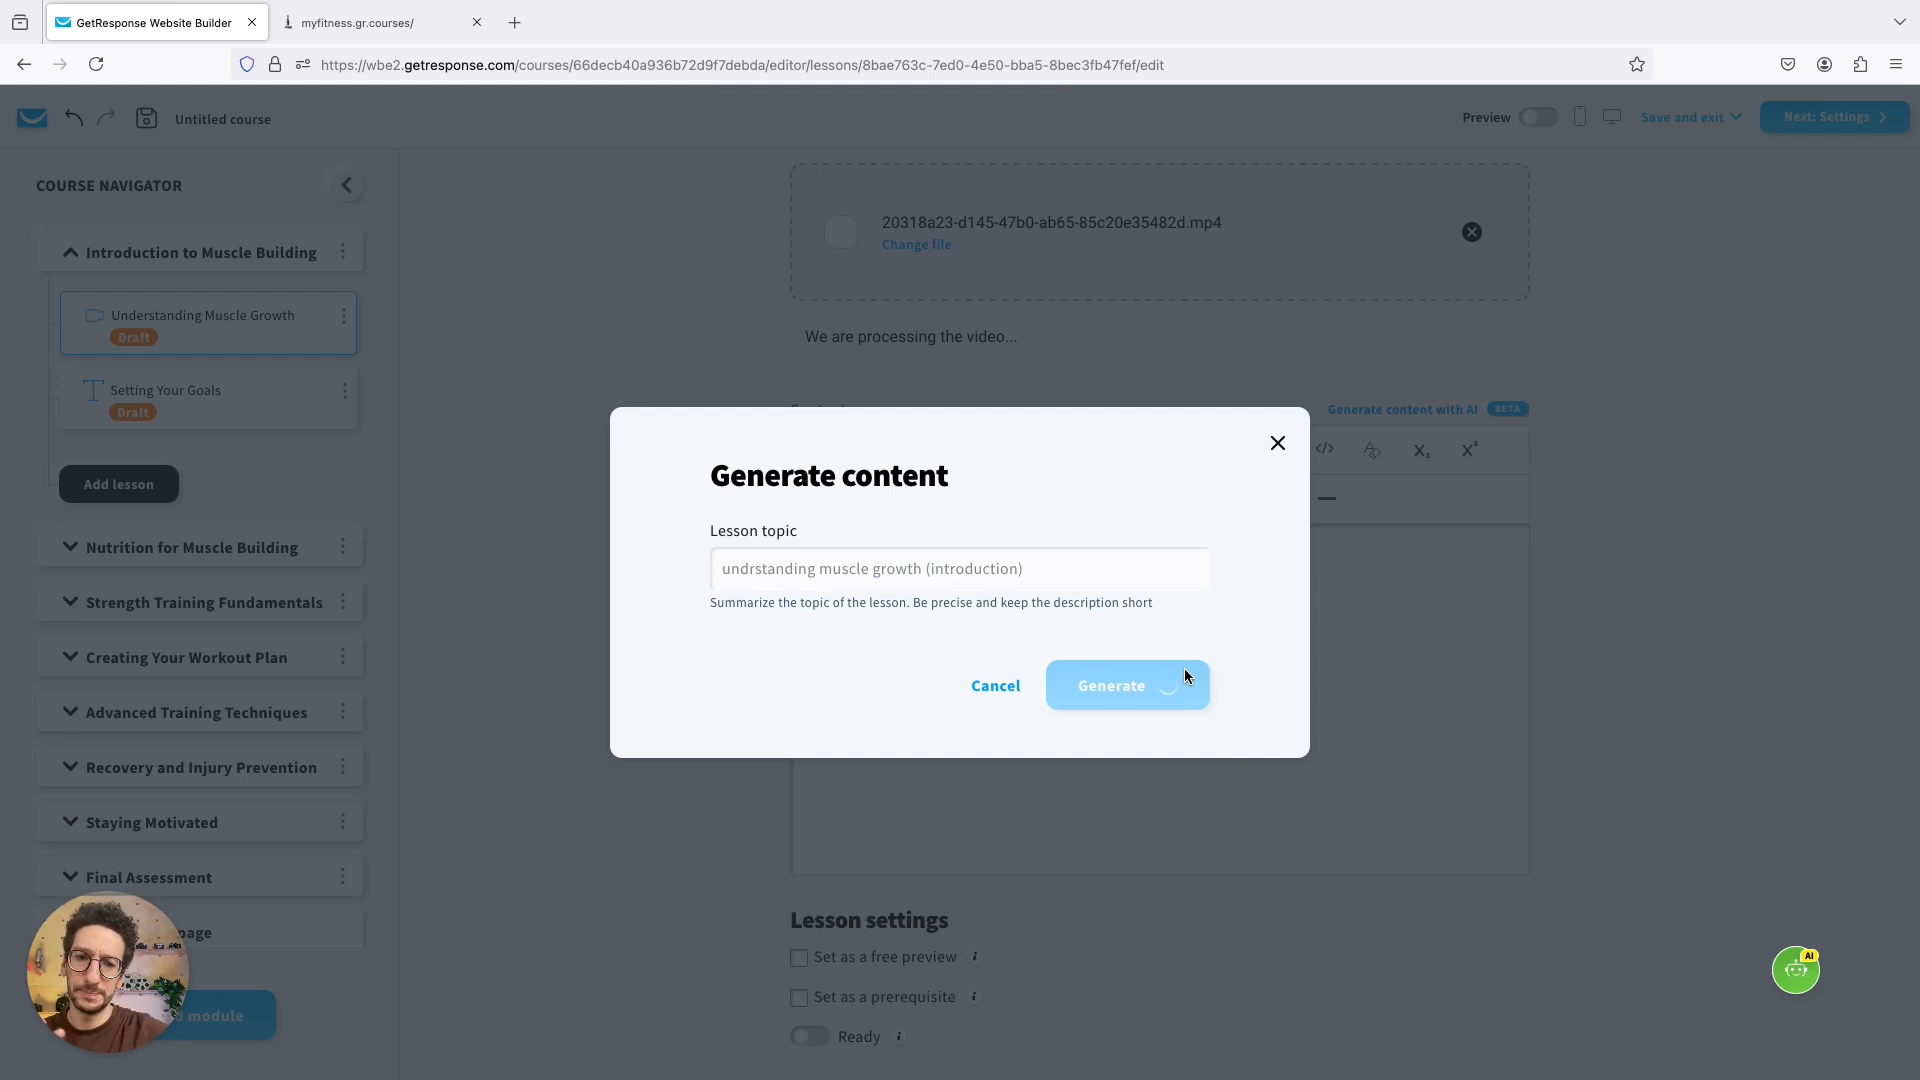 GetResponse Website Builder
myfitness.gr.courses/
https://wbe2.getresponse.com/courses/66decb40a936b72d9f7debda/editor/lessons/8bae763c-7ed0-4e50-bba5-8bec3fb47fef/edit
Untitled course
Preview
Save and exit
Next: Settings
COURSE NAVIGATOR
Introduction to Muscle Building
Understanding Muscle Growth
Draft
Setting Your Goals
Draft
Add lesson
Nutrition for Muscle Building
Strength Training Fundamentals
Creating Your Workout Plan
Advanced Training Techniques
Recovery and Injury Prevention
Staying Motivated
Final Assessment
page
module
20318a23-d145-47b0-ab65-85c20e35482d.mp4
Change file
We are processing the video...
Generate content with AI BETA
Generate content
Lesson topic
undrstanding muscle growth (introduction)
Summarize the topic of the lesson. Be precise and keep the description short
Cancel
Generate
Lesson settings
Set as a free preview
Set as a prerequisite
Ready
AI